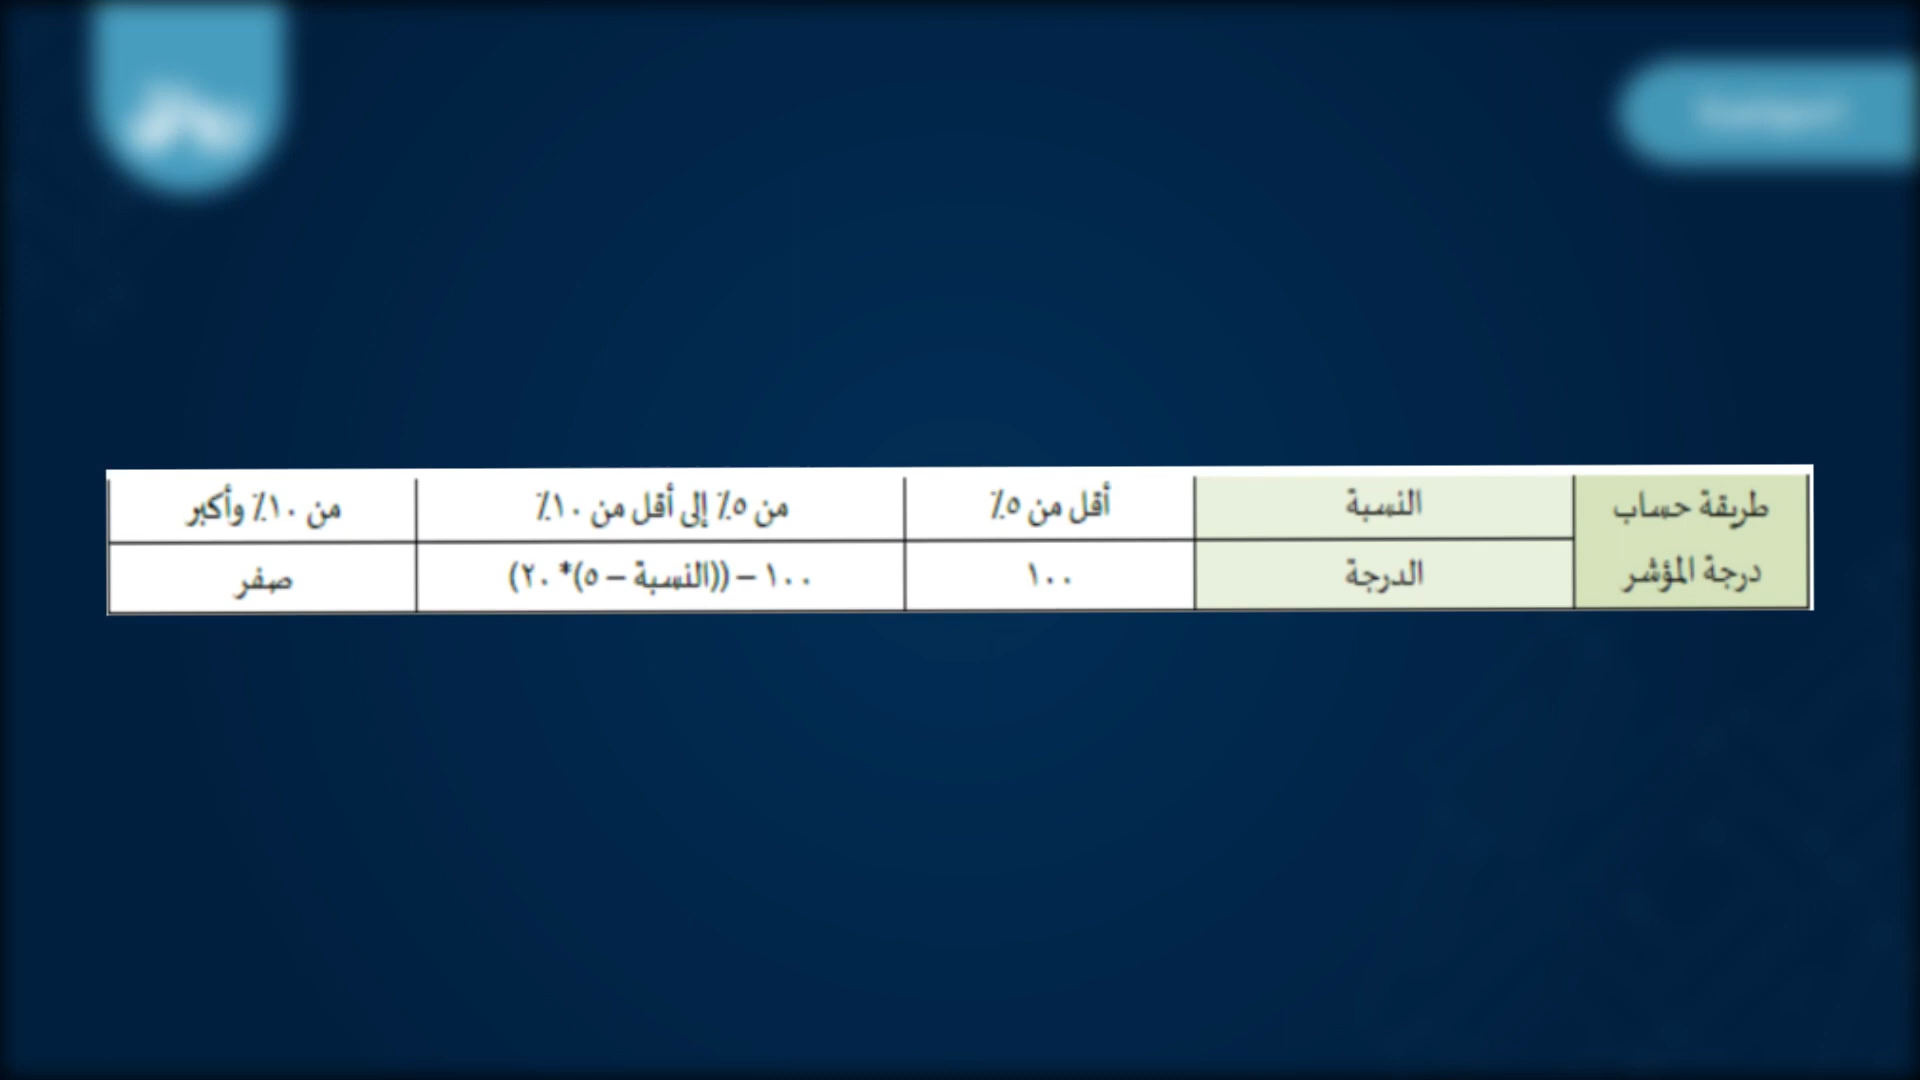 طريقة حساب درجة المؤشر
النسبة
أقل من ٥٪
من ٥٪ إلى أقل من ١٠٪
من ١٠٪ وأكبر
الدرجة
١٠٠
١٠٠ – ((النسبة – ٥)* ٢٠)
صفر